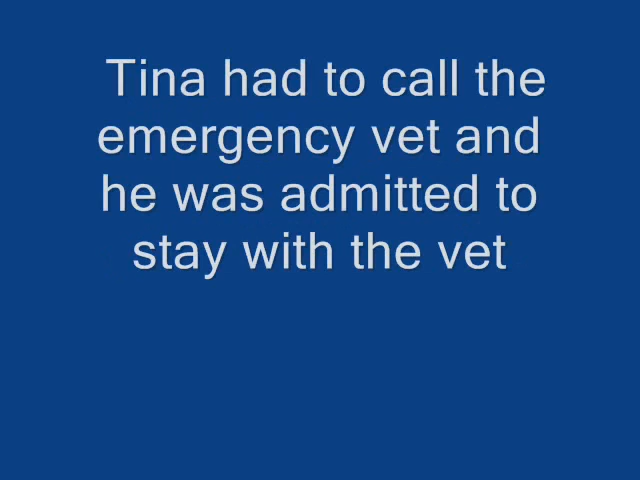 Tina had to call the
emergency vet and
he was admitted to
stay with the vet